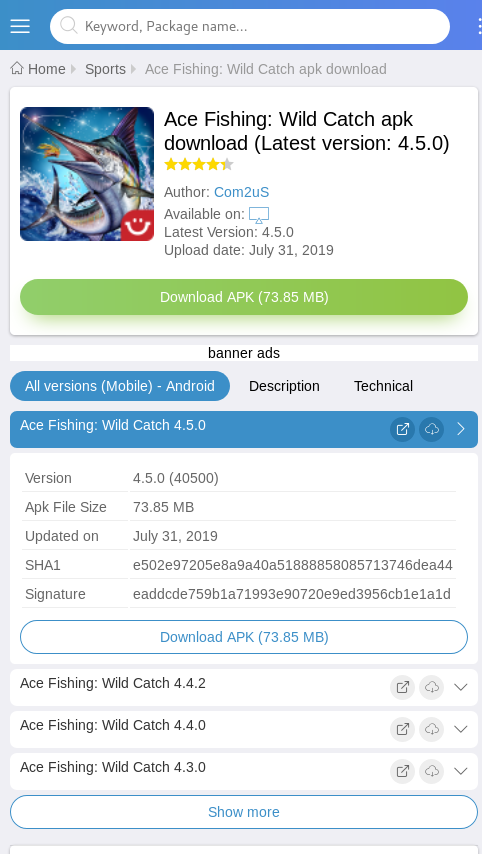 Keyword, Package name...
Home Sports Ace Fishing: Wild Catch apk download
Ace Fishing: Wild Catch apk
download (Latest version: 4.5.0)
Author: Com2uS
Available on:
Latest Version: 4.5.0
Upload date: July 31, 2019
Download APK (73.85 MB)
banner ads
All versions (Mobile) - Android Description Technical
Ace Fishing: Wild Catch 4.5.0
Version 4.5.0 (40500)
Apk File Size 73.85 MB
Updated on July 31, 2019
SHA1 e502e97205e8a9a40a51888858085713746dea44
Signature eaddcde759b1a71993e90720e9ed3956cb1e1a1d
Download APK (73.85 MB)
Ace Fishing: Wild Catch 4.4.2
Ace Fishing: Wild Catch 4.4.0
Ace Fishing: Wild Catch 4.3.0
Show more